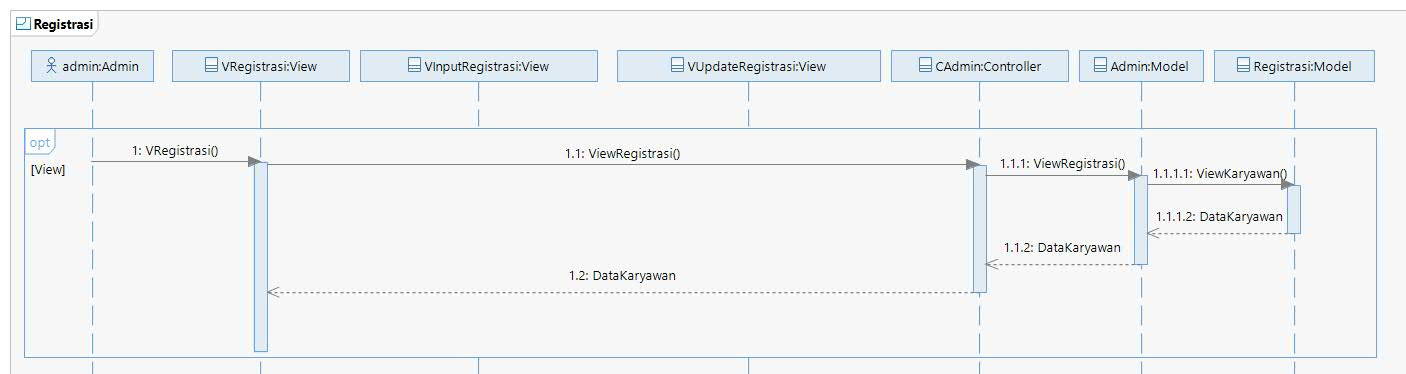 Registrasi
admin:Admin
VRegistrasi:View
VInputRegistrasi:View
VUpdateRegistrasi:View
CAdmin:Controller
Admin:Model
Registrasi:Model
opt
[View]
1: VRegistrasi()
1.1: ViewRegistrasi()
1.1.1: ViewRegistrasi()
1.1.1.1: ViewKaryawan()
1.1.1.2: DataKaryawan
1.1.2: DataKaryawan
1.2: DataKaryawan